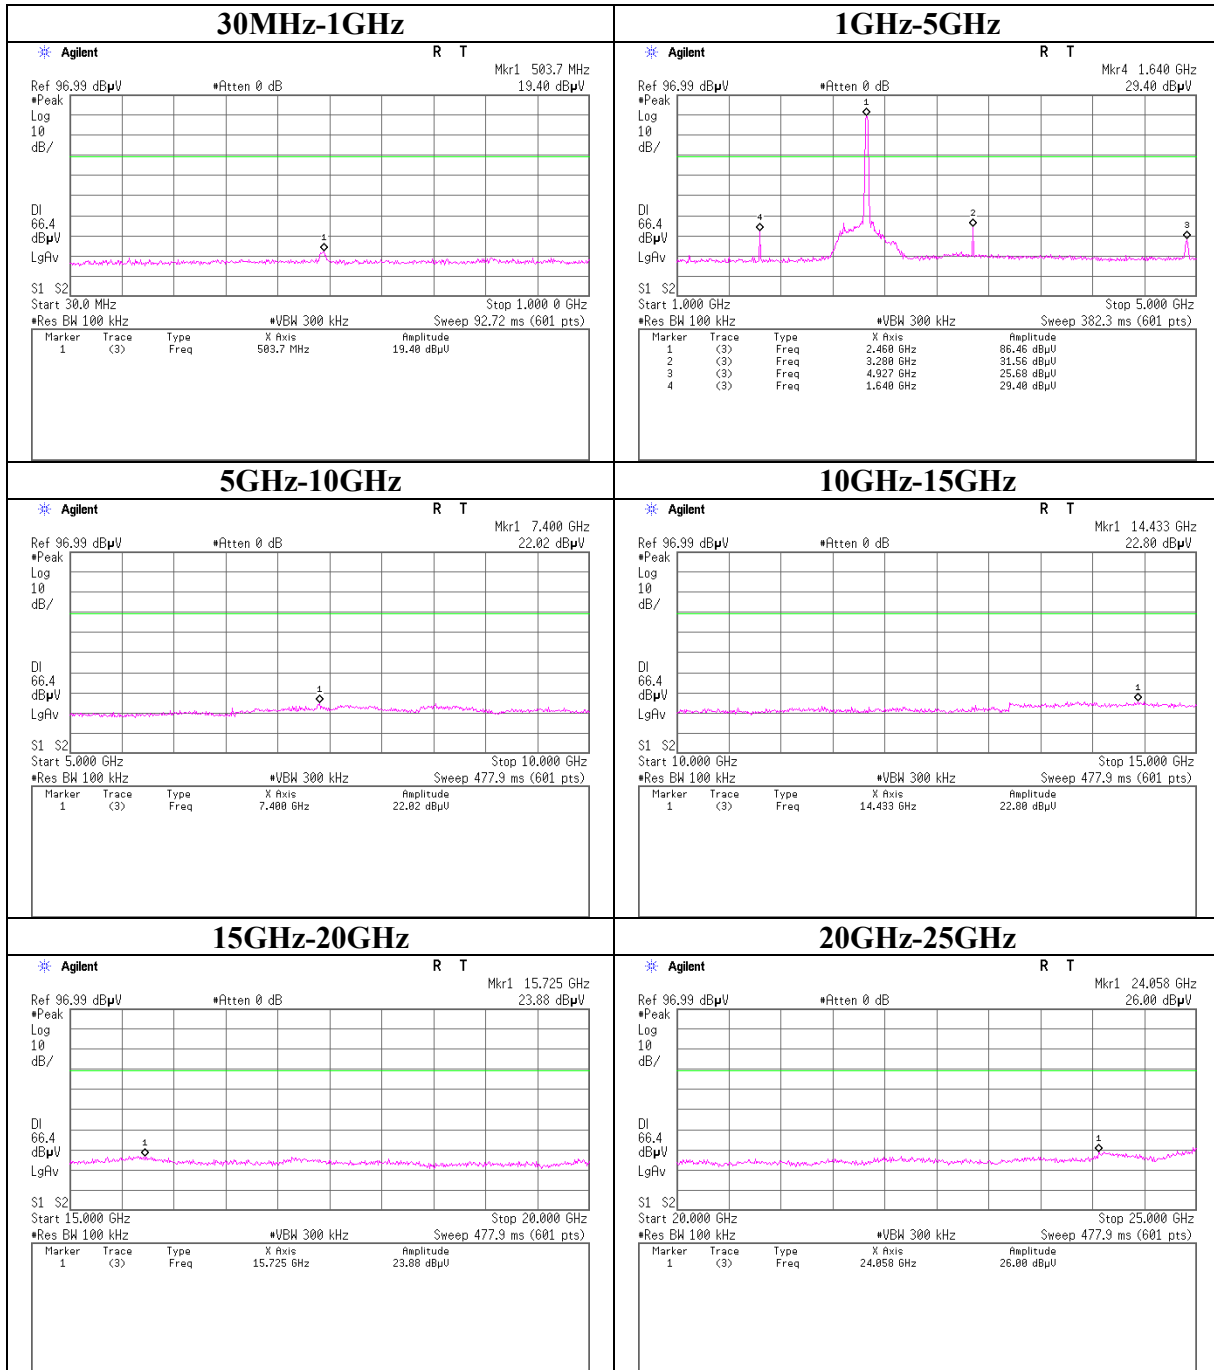 30MHz-1GHz
Agilent R T
Mkr1 503.7 MHz
Ref 96.99 dBµV #Atten 0 dB 19.40 dBµV
#Peak
Log
10
dB/
1
DI
66.4
dBµV
LgAv
S1 S2
Start 30.0 MHz Stop 1.000 0 GHz
#Res BW 100 kHz #VBW 300 kHz Sweep 92.72 ms (601 pts)
Marker Trace Type X Axis Amplitude
1 (3) Freq 503.7 MHz 19.40 dBµV
1GHz-5GHz
Agilent R T
Mkr4 1.640 GHz
Ref 96.99 dBµV #Atten 0 dB 29.40 dBµV
#Peak
Log
10
dB/
1
4 2 3
DI
66.4
dBµV
LgAv
S1 S2
Start 1.000 GHz Stop 5.000 GHz
#Res BW 100 kHz #VBW 300 kHz Sweep 382.3 ms (601 pts)
Marker Trace Type X Axis Amplitude
1 (3) Freq 2.460 GHz 86.46 dBµV
2 (3) Freq 3.280 GHz 31.56 dBµV
3 (3) Freq 4.927 GHz 25.68 dBµV
4 (3) Freq 1.640 GHz 29.40 dBµV
5GHz-10GHz
Agilent R T
Mkr1 7.400 GHz
Ref 96.99 dBµV #Atten 0 dB 22.02 dBµV
#Peak
Log
10
dB/
1
DI
66.4
dBµV
LgAv
S1 S2
Start 5.000 GHz Stop 10.000 GHz
#Res BW 100 kHz #VBW 300 kHz Sweep 477.9 ms (601 pts)
Marker Trace Type X Axis Amplitude
1 (3) Freq 7.400 GHz 22.02 dBµV
10GHz-15GHz
Agilent R T
Mkr1 14.433 GHz
Ref 96.99 dBµV #Atten 0 dB 22.80 dBµV
#Peak
Log
10
dB/
1
DI
66.4
dBµV
LgAv
S1 S2
Start 10.000 GHz Stop 15.000 GHz
#Res BW 100 kHz #VBW 300 kHz Sweep 477.9 ms (601 pts)
Marker Trace Type X Axis Amplitude
1 (3) Freq 14.433 GHz 22.80 dBµV
15GHz-20GHz
Agilent R T
Mkr1 15.725 GHz
Ref 96.99 dBµV #Atten 0 dB 23.88 dBµV
#Peak
Log
10
dB/
1
DI
66.4
dBµV
LgAv
S1 S2
Start 15.000 GHz Stop 20.000 GHz
#Res BW 100 kHz #VBW 300 kHz Sweep 477.9 ms (601 pts)
Marker Trace Type X Axis Amplitude
1 (3) Freq 15.725 GHz 23.88 dBµV
20GHz-25GHz
Agilent R T
Mkr1 24.058 GHz
Ref 96.99 dBµV #Atten 0 dB 26.00 dBµV
#Peak
Log
10
dB/
1
DI
66.4
dBµV
LgAv
S1 S2
Start 20.000 GHz Stop 25.000 GHz
#Res BW 100 kHz #VBW 300 kHz Sweep 477.9 ms (601 pts)
Marker Trace Type X Axis Amplitude
1 (3) Freq 24.058 GHz 26.00 dBµV